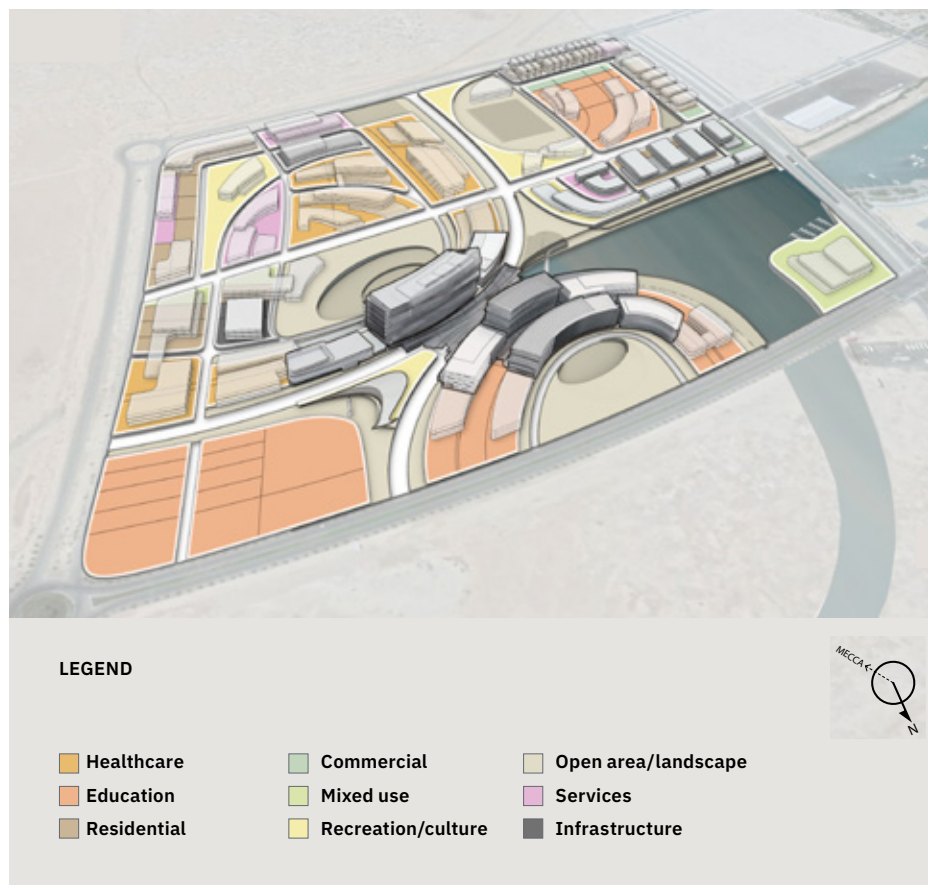 LEGEND
MECCA
N
Healthcare
Commercial
Open area/landscape
Education
Mixed use
Services
Residential
Recreation/culture
Infrastructure